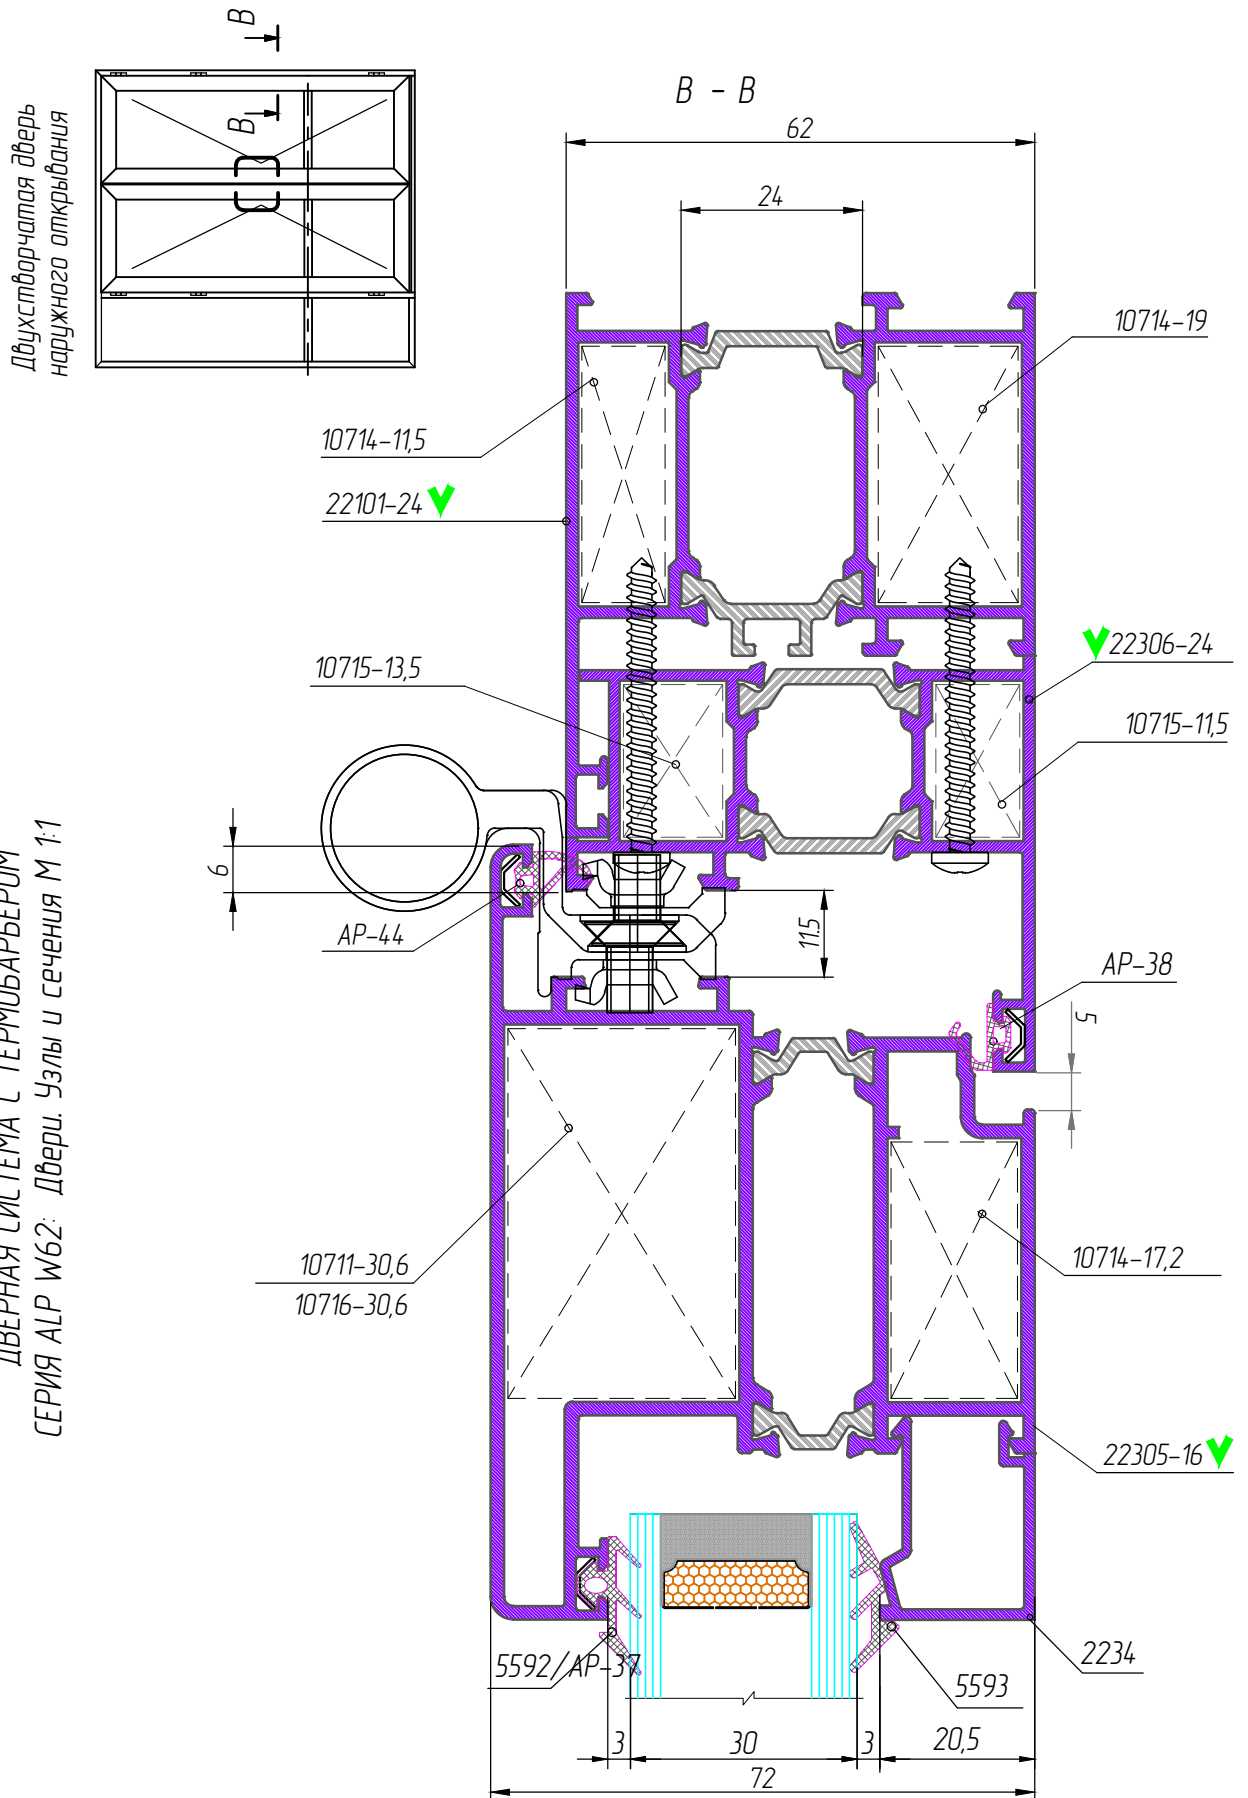 Двухстворчатая дверь
наружного открывания
B
B
B - B
62
24
10714-19
10714-11,5
22101-24
22306-24
10715-13,5
10715-11,5
6
AP-44
11.5
AP-38
5
ДВЕРНАЯ СИСТЕМА С ТЕРМОБАРЬЕРОМ
СЕРИЯ ALP W62: Двери. Узлы и сечения М 1:1
10711-30,6
10716-30,6
10714-17,2
22305-16
5592/AP-37
2234
5593
3
30
3
20,5
72